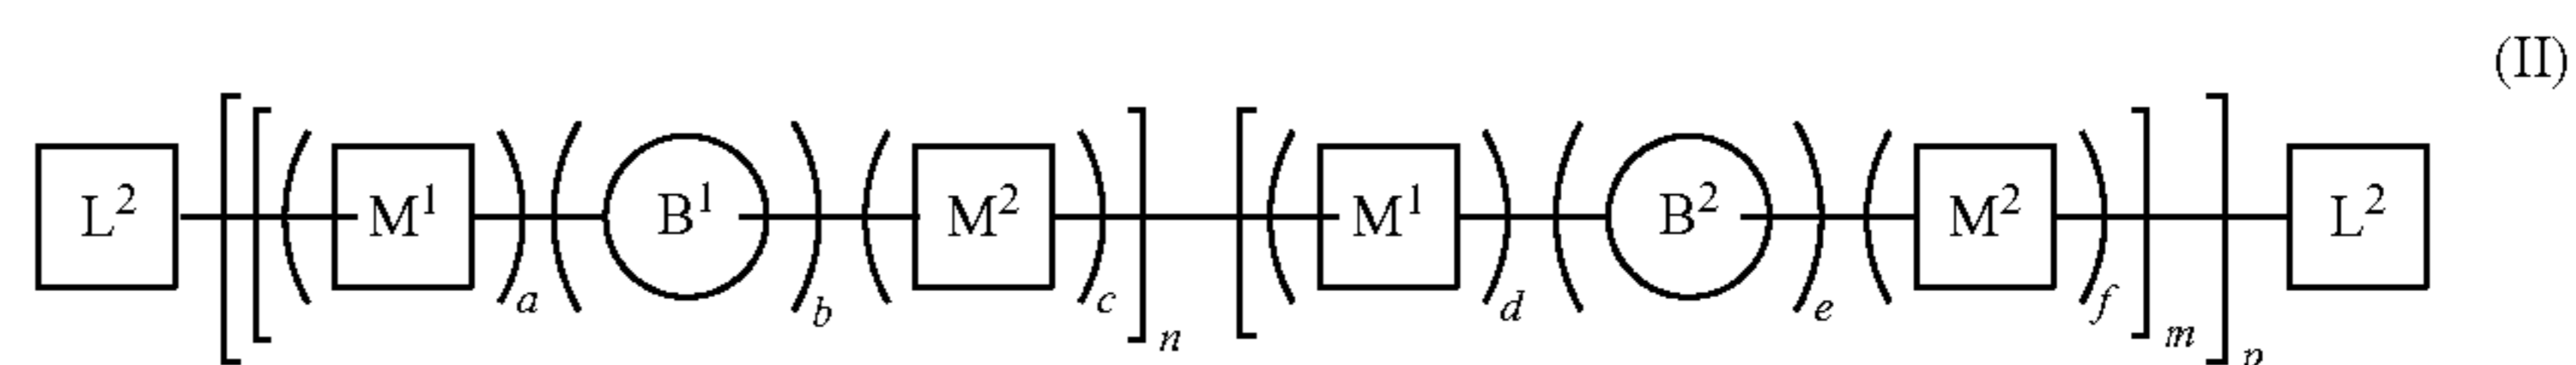 (II)
L² [[(M¹)a(B¹)b(M²)c]n[(M¹)d(B²)e(M²)f]m]p L²